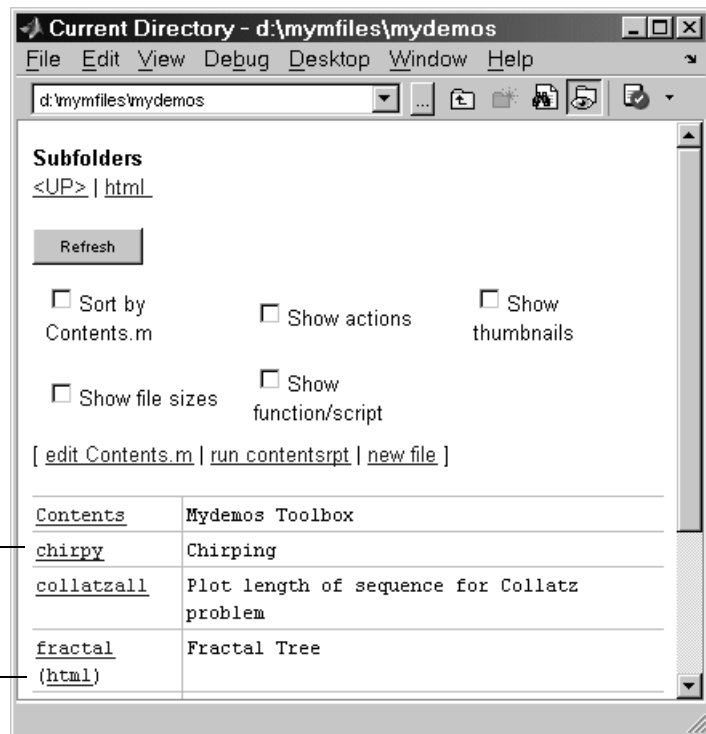 Current Directory - d:\mymfiles\mydemos
File Edit View Debug Desktop Window Help
d:\mymfiles\mydemos ...
Subfolders
<UP> | html
Refresh
Sort by Contents.m
Show actions
Show thumbnails
Show file sizes
Show function/script
[ edit Contents.m | run contentsrpt | new file ]
Contents Mydemos Toolbox
chirpy Chirping
collatzall Plot length of sequence for Collatz
problem
fractal Fractal Tree
(html)